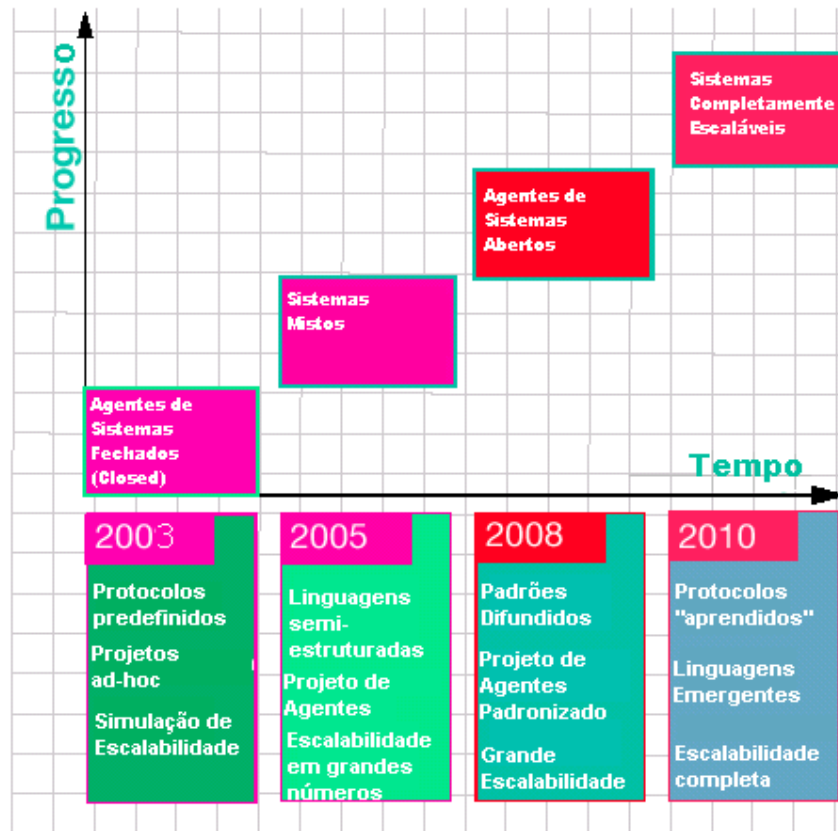 Progresso
Sistemas
Completamente
Escaláveis
Agentes de
Sistemas
Abertos
Sistemas
Mistos
Agentes de
Sistemas
Fechados
(Closed)
Tempo
2003
Protocolos
predefinidos
Projetos
ad-hoc
Simulação de
Escalabilidade
2005
Linguagens
semi-
estruturadas
Projeto de
Agentes
Escalabilidade
em grandes
números
2008
Padrões
Difundidos
Projeto de
Agentes
Padronizado
Grande
Escalabilidade
2010
Protocolos
"aprendidos"
Linguagens
Emergentes
Escalabilidade
completa